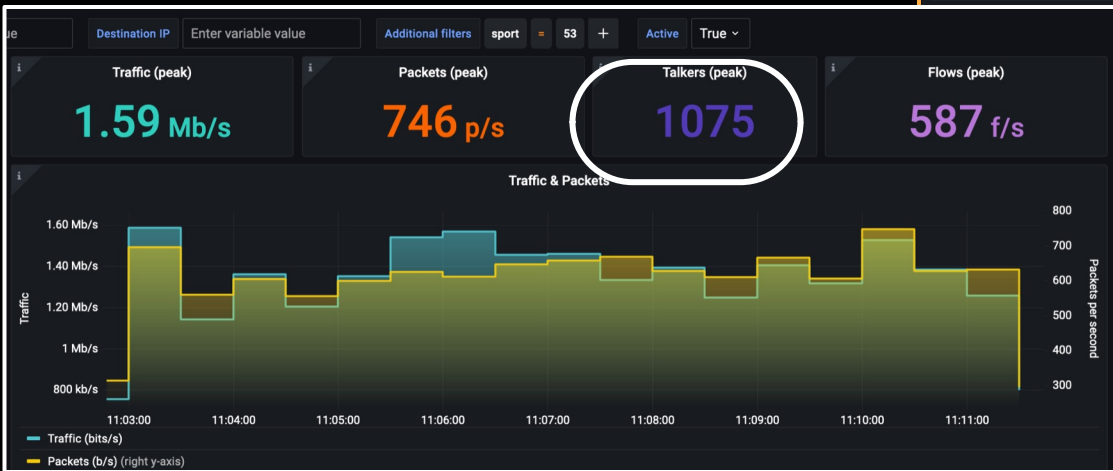 ue Destination IP Enter variable value Additional filters sport = 53 + Active True
i Traffic (peak) i Packets (peak) Talkers (peak) i Flows (peak)
1.59 Mb/s 746 p/s 1075 587 f/s
i
Traffic & Packets
800
1.60 Mb/s
700
1.40 Mb/s
600
1.20 Mb/s
500
1 Mb/s
400
800 kb/s
300
Traffic
Packets per second
11:03:00 11:04:00 11:05:00 11:06:00 11:07:00 11:08:00 11:09:00 11:10:00 11:11:00
Traffic (bits/s)
Packets (b/s) (right y-axis)